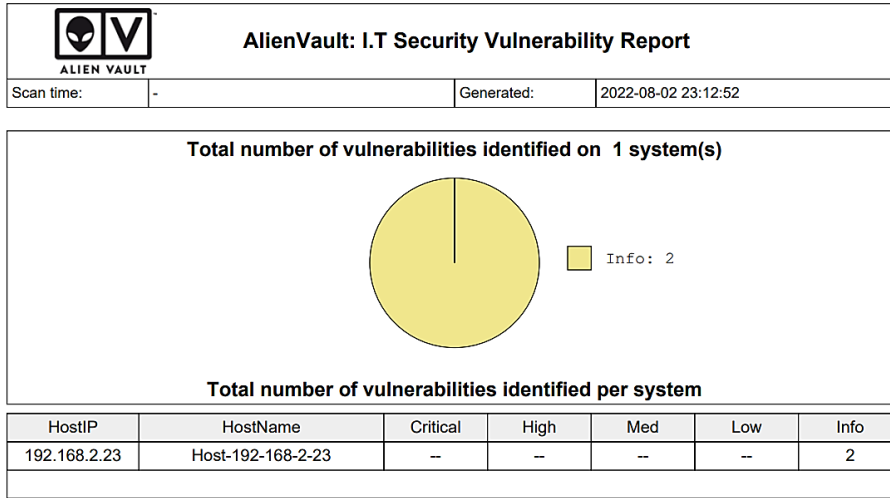 ALIEN VAULT
AlienVault: I.T Security Vulnerability Report
Scan time: - Generated: 2022-08-02 23:12:52
Total number of vulnerabilities identified on 1 system(s)
Info: 2
Total number of vulnerabilities identified per system
HostIP HostName Critical High Med Low Info
192.168.2.23 Host-192-168-2-23 -- -- -- -- 2